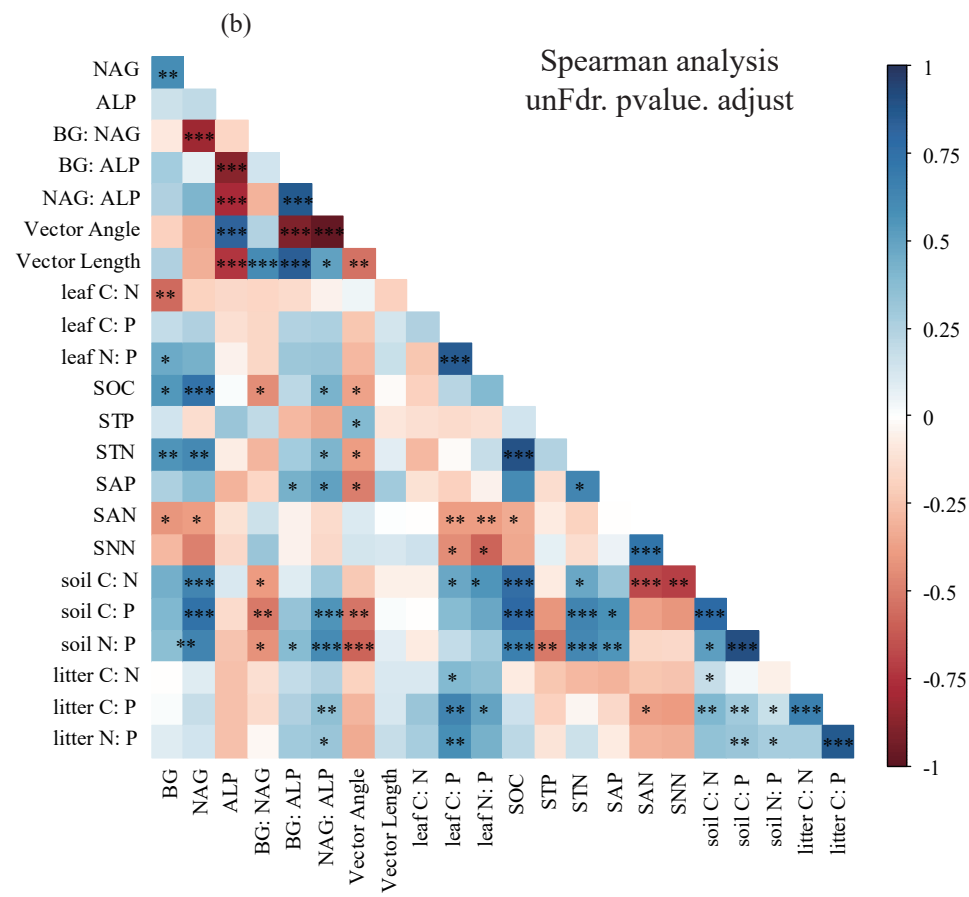 (b)
Spearman analysis
unFdr. pvalue. adjust
NAG **
ALP
BG: NAG ***
BG: ALP ***
NAG: ALP *** ***
Vector Angle *** *** ***
Vector Length *** *** *** * **
leaf C: N **
leaf C: P
leaf N: P * ***
SOC * *** * * *
STP *
STN ** ** * * ***
SAP * * * *
SAN * * ** ** *
SNN * * ***
soil C: N *** * * * *** * *** **
soil C: P *** ** *** ** *** *** * ***
soil N: P ** * * *** *** *** ** *** ** * ***
litter C: N * *
litter C: P ** ** * * ** ** * ***
litter N: P * ** ** * ***
BG
NAG
ALP
BG: NAG
BG: ALP
NAG: ALP
Vector Angle
Vector Length
leaf C: N
leaf C: P
leaf N: P
SOC
STP
STN
SAP
SAN
SNN
soil C: N
soil C: P
soil N: P
litter C: N
litter C: P
1
0.75
0.5
0.25
0
-0.25
-0.5
-0.75
-1